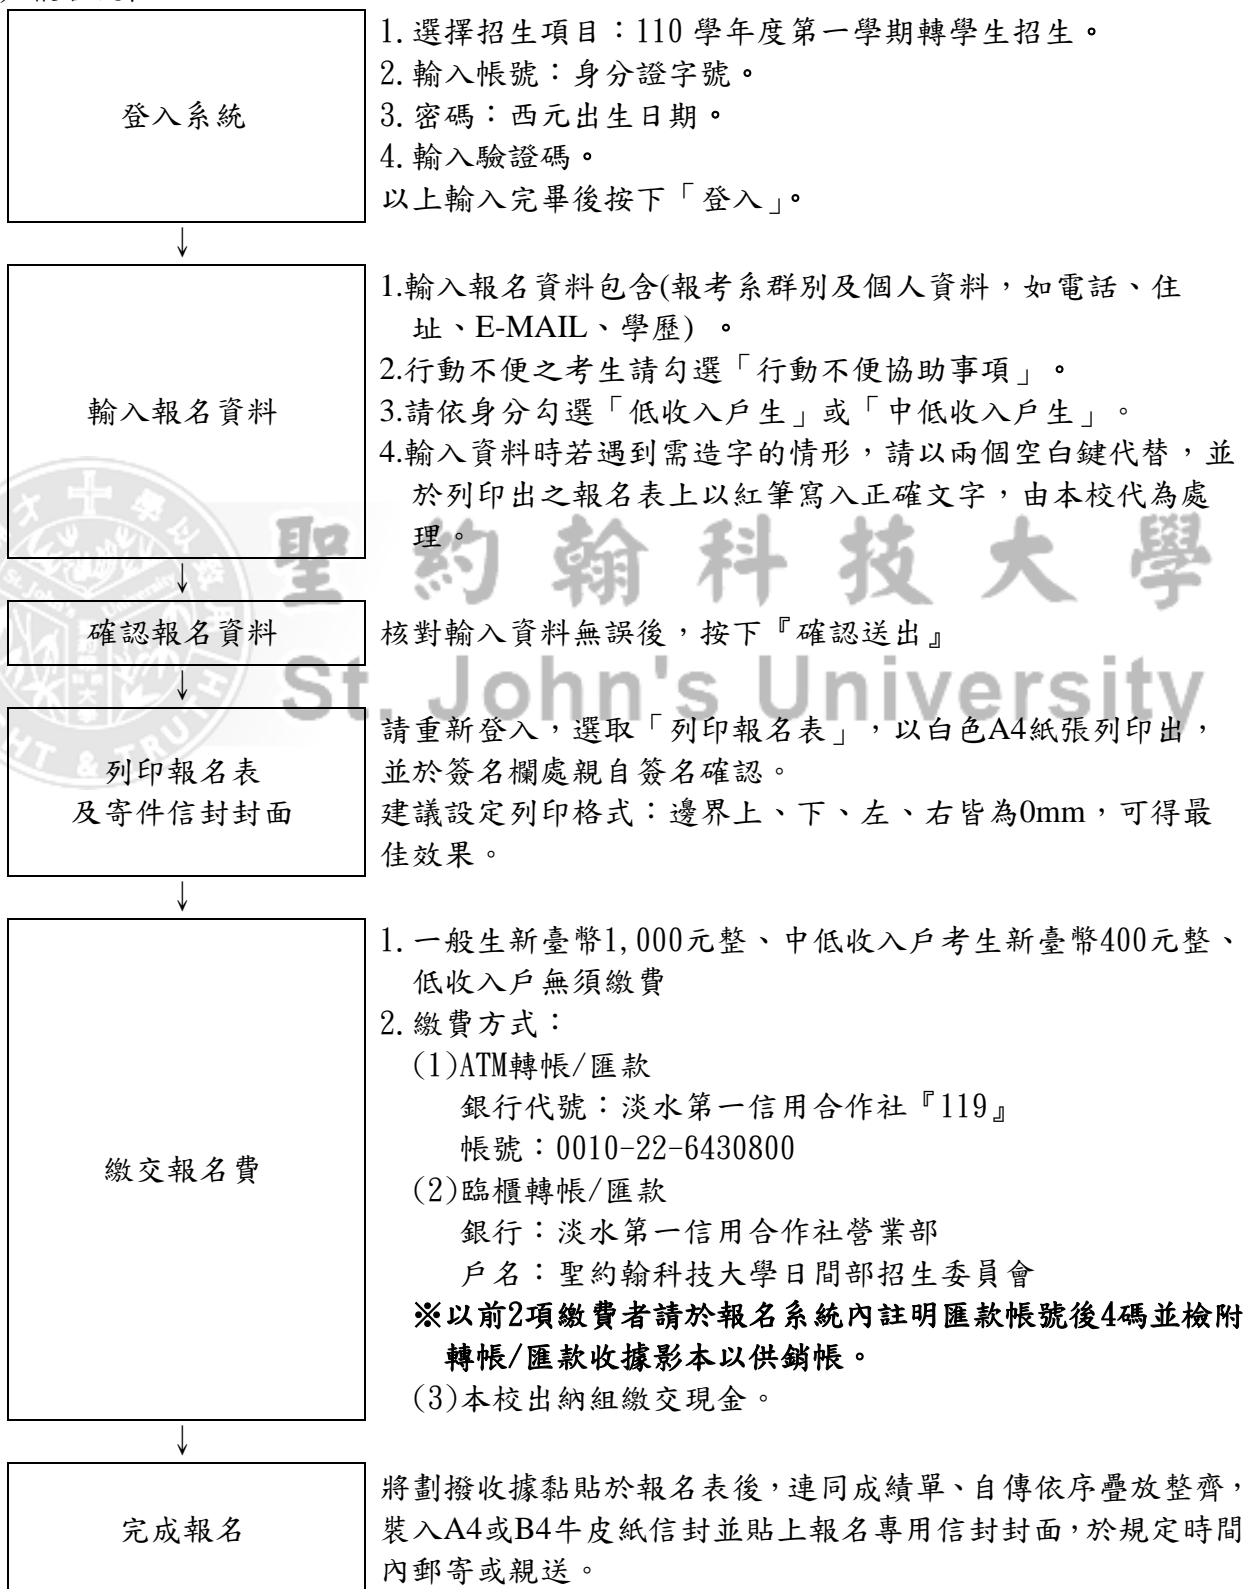 登入系統
1. 選擇招生項目：110 學年度第一學期轉學生招生。
2. 輸入帳號：身分證字號。
3. 密碼：西元出生日期。
4. 輸入驗證碼。
以上輸入完畢後按下「登入」。
↓
輸入報名資料
1.輸入報名資料包含(報考系群別及個人資料，如電話、住
址、E-MAIL、學歷) 。
2.行動不便之考生請勾選「行動不便協助事項」。
3.請依身分勾選「低收入戶生」或「中低收入戶生」。
4.輸入資料時若遇到需造字的情形，請以兩個空白鍵代替，並
於列印出之報名表上以紅筆寫入正確文字，由本校代為處
理。
聖約翰科技大學
↓
確認報名資料
核對輸入資料無誤後，按下『確認送出』
St. John's University
↓
列印報名表
及寄件信封封面
請重新登入，選取「列印報名表」，以白色A4紙張列印出，
並於簽名欄處親自簽名確認。
建議設定列印格式：邊界上、下、左、右皆為0mm，可得最
佳效果。
↓
繳交報名費
1. 一般生新臺幣1,000元整、中低收入戶考生新臺幣400元整、
低收入戶無須繳費
2. 繳費方式：
(1)ATM轉帳/匯款
銀行代號：淡水第一信用合作社『119』
帳號：0010-22-6430800
(2)臨櫃轉帳/匯款
銀行：淡水第一信用合作社營業部
戶名：聖約翰科技大學日間部招生委員會
※以前2項繳費者請於報名系統內註明匯款帳號後4碼並檢附
轉帳/匯款收據影本以供銷帳。
(3)本校出納組繳交現金。
↓
完成報名
將劃撥收據黏貼於報名表後，連同成績單、自傳依序疊放整齊，
裝入A4或B4牛皮紙信封並貼上報名專用信封封面，於規定時間
內郵寄或親送。